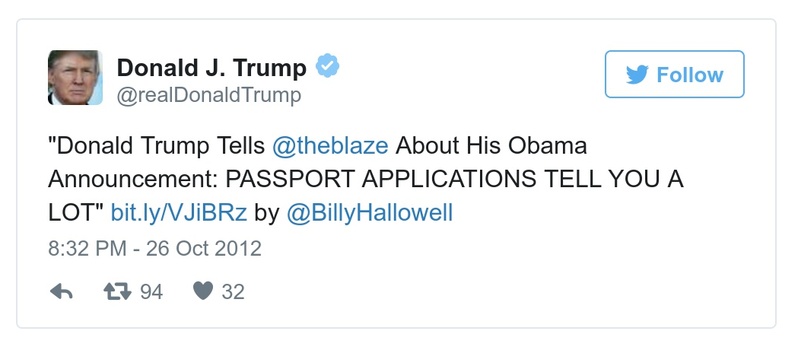 Donald J. Trump
@realDonaldTrump
Follow
"Donald Trump Tells @theblaze About His Obama
Announcement: PASSPORT APPLICATIONS TELL YOU A
LOT" bit.ly/VJiBRz by @BillyHallowell
8:32 PM - 26 Oct 2012
94 32